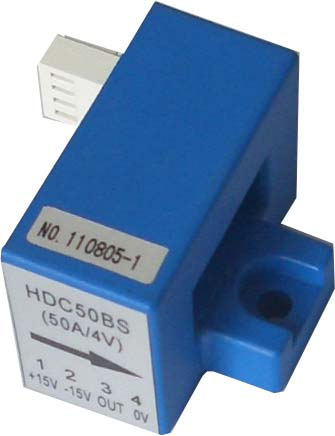 NO. 110805-1
HDC50BS
(50A/4V)
1 2 3 4
+15V -15V OUT 0V